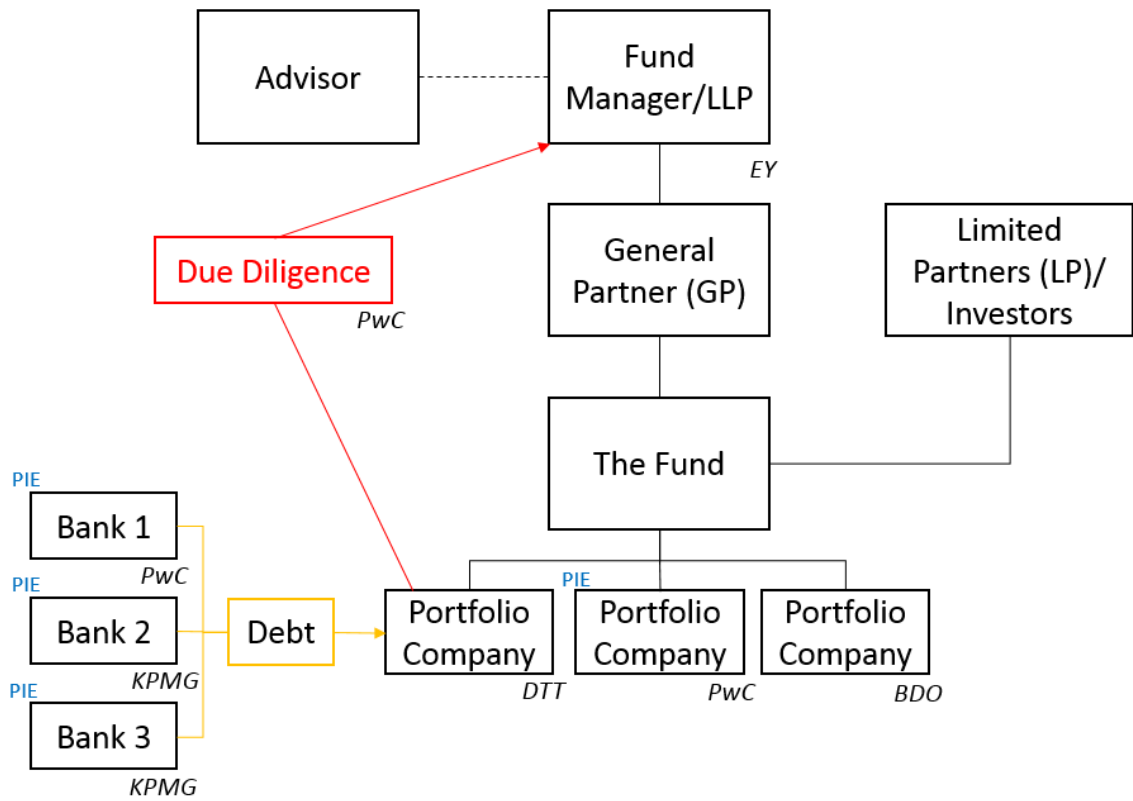 Advisor
Fund
Manager/LLP
EY
Due Diligence
PwC
General
Partner (GP)
Limited
Partners (LP)/
Investors
The Fund
PIE
Bank 1
PwC
PIE
Bank 2
KPMG
PIE
Bank 3
KPMG
Debt
Portfolio
Company
DTT
PIE
Portfolio
Company
PwC
Portfolio
Company
BDO